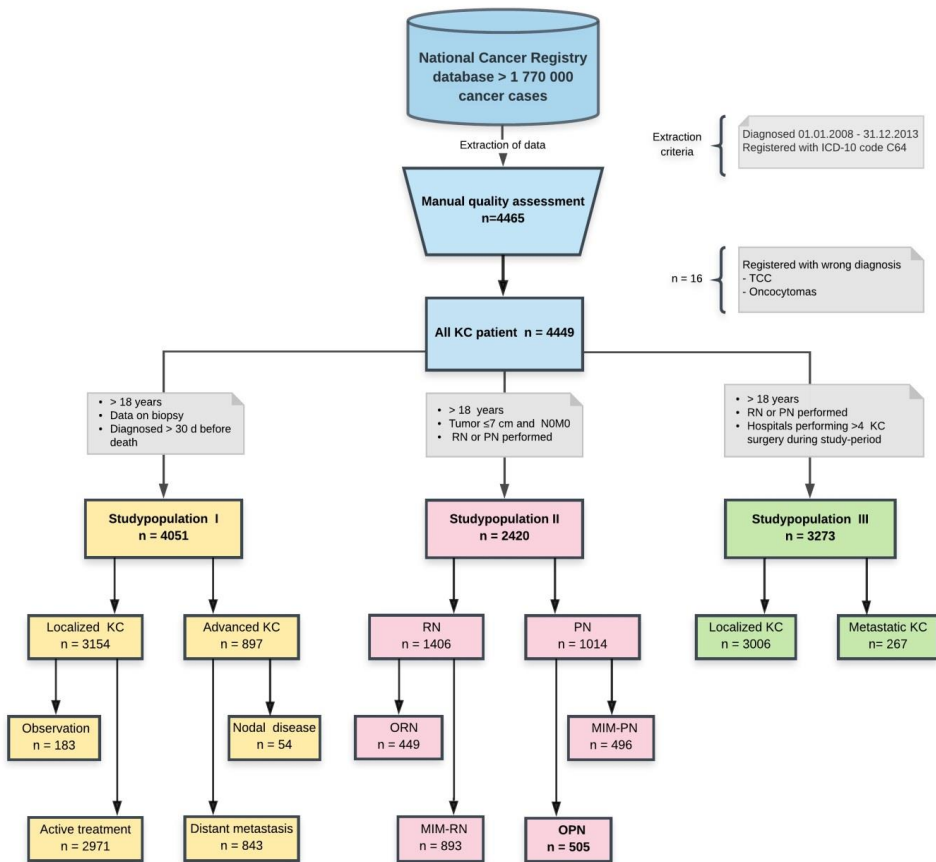 National Cancer Registry
database > 1 770 000
cancer cases
Extraction of data
Extraction
criteria
Diagnosed 01.01.2008 - 31.12.2013
Registered with ICD-10 code C64
Manual quality assessment
n=4465
n = 16
Registered with wrong diagnosis
- TCC
- Oncocytomas
All KC patient n = 4449
• > 18 years
• Data on biopsy
• Diagnosed > 30 d before
death
• > 18 years
• Tumor ≤7 cm and N0M0
• RN or PN performed
• > 18 years
• RN or PN performed
• Hospitals performing >4 KC
surgery during study-period
Studypopulation I
n = 4051
Studypopulation II
n = 2420
Studypopulation III
n = 3273
Localized KC
n = 3154
Advanced KC
n = 897
RN
n = 1406
PN
n = 1014
Localized KC
n = 3006
Metastatic KC
n= 267
Observation
n = 183
Nodal disease
n = 54
ORN
n = 449
MIM-PN
n = 496
Active treatment
n = 2971
Distant metastasis
n = 843
MIM-RN
n = 893
OPN
n = 505